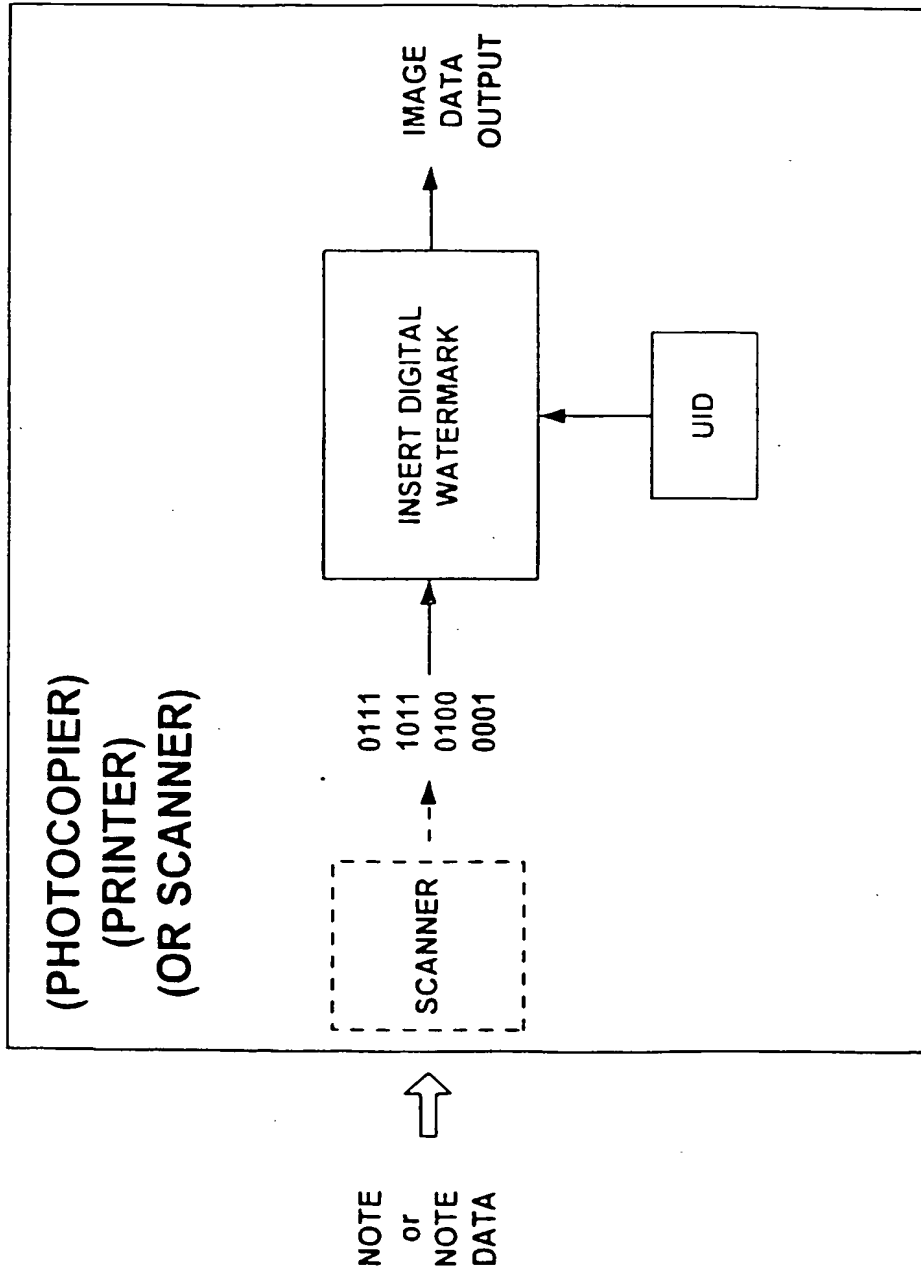 (PHOTOCOPIER)
(PRINTER)
(OR SCANNER)
NOTE
or
NOTE
DATA
SCANNER
0111
1011
0100
0001
INSERT DIGITAL
WATERMARK
UID
IMAGE
DATA
OUTPUT